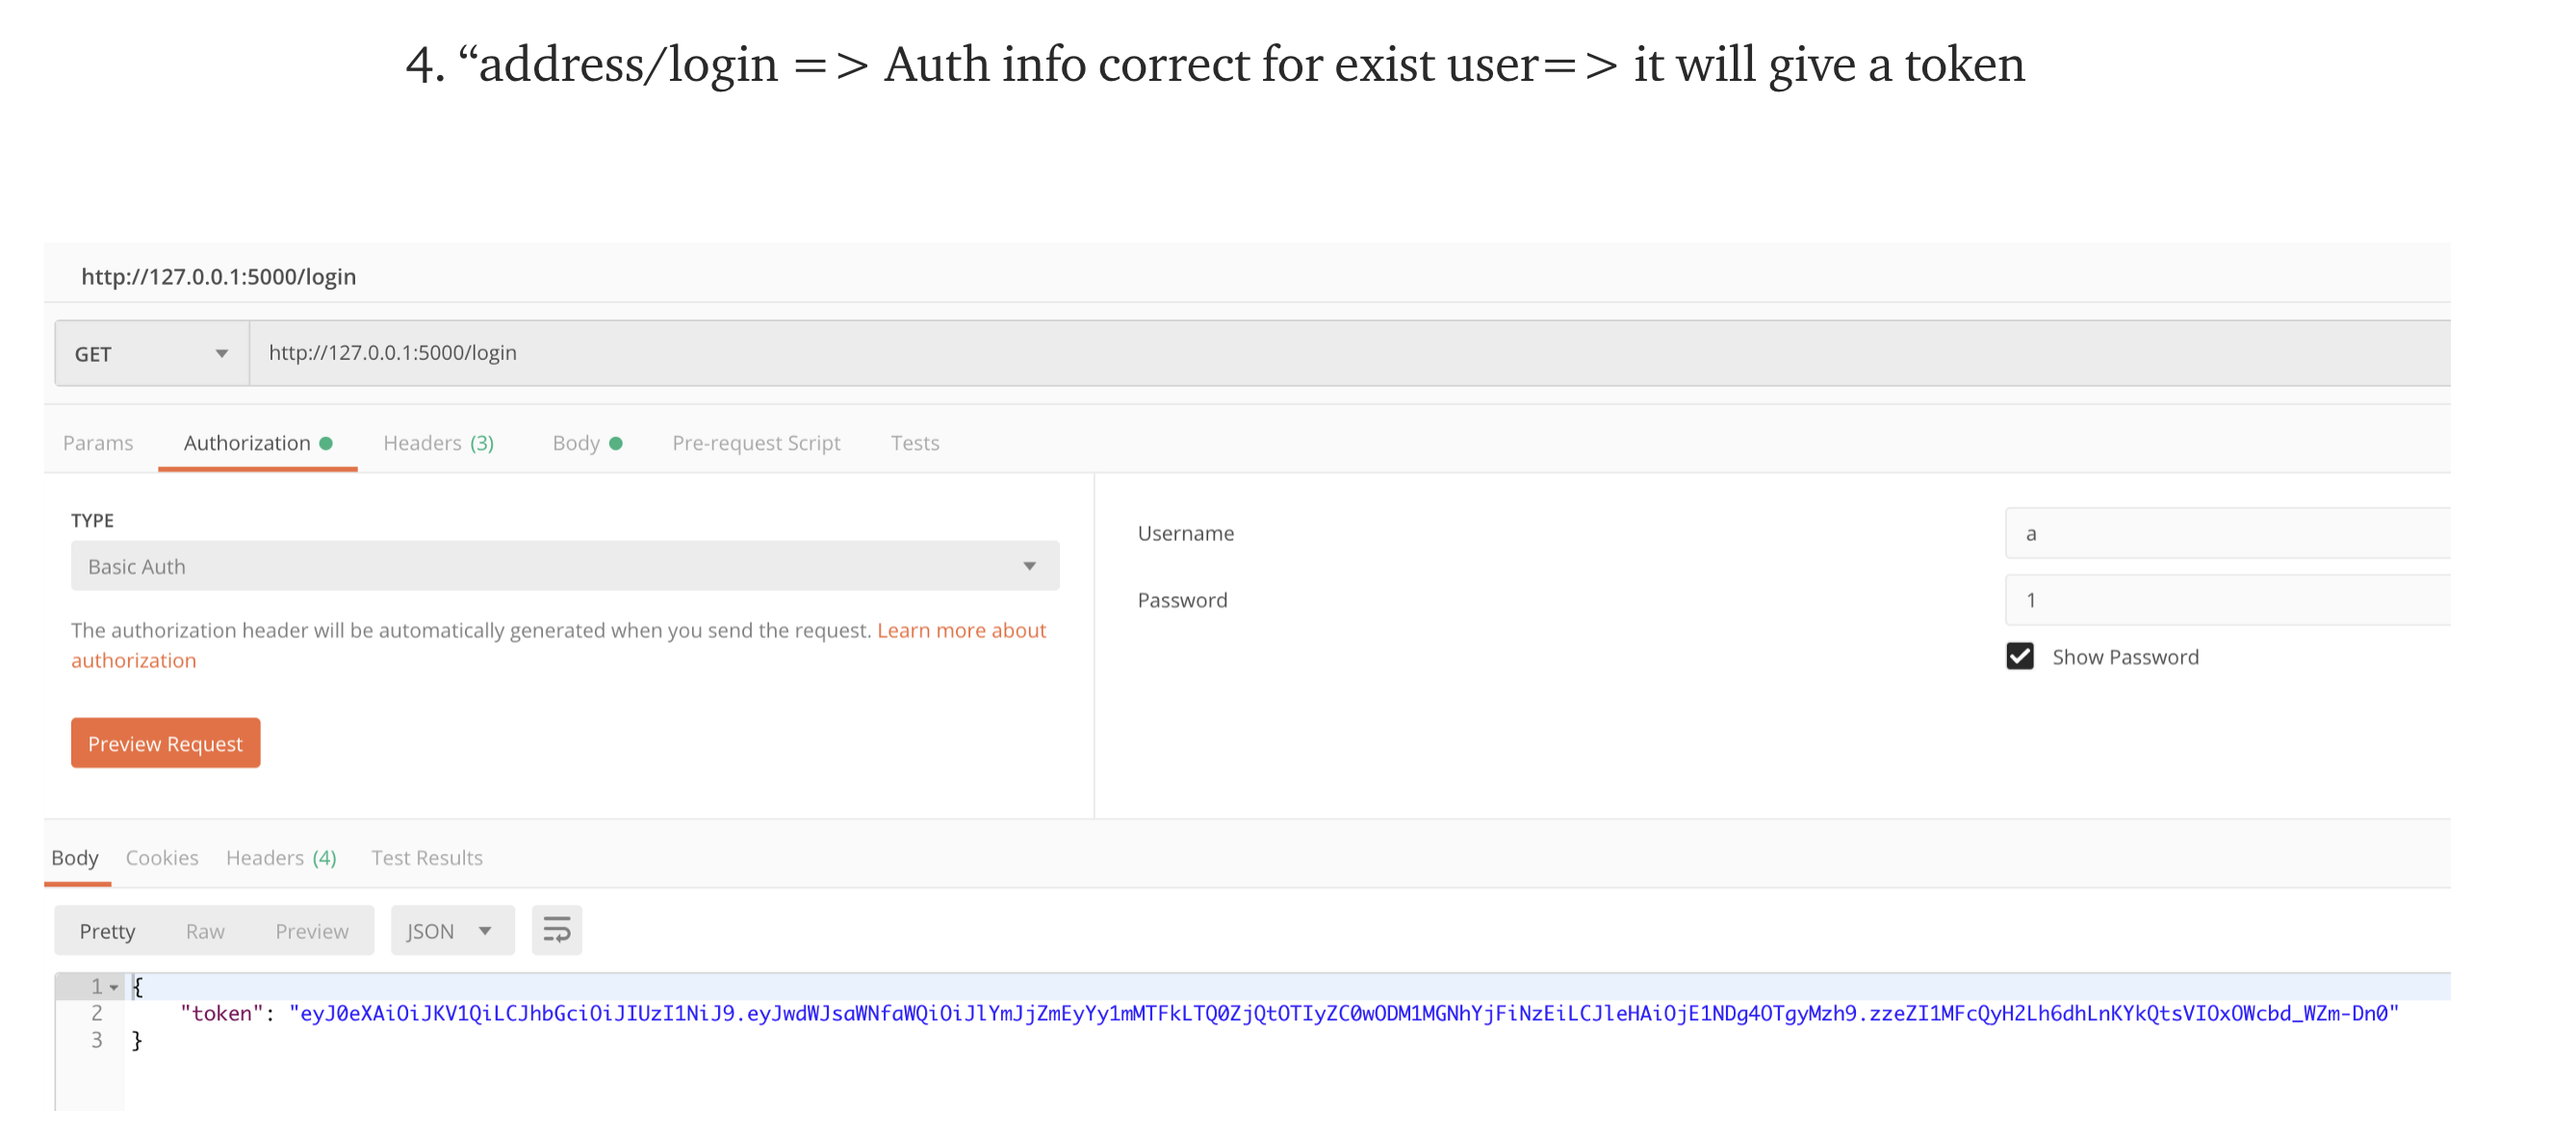 4. “address/login => Auth info correct for exist user=> it will give a token
http://127.0.0.1:5000/login
GET http://127.0.0.1:5000/login
Params Authorization Headers (3) Body Pre-request Script Tests
TYPE
Basic Auth
The authorization header will be automatically generated when you send the request. Learn more about
authorization
Preview Request
Username a
Password 1
Show Password
Body Cookies Headers (4) Test Results
Pretty Raw Preview JSON
1 {
2 "token": "eyJ0eXAiOiJKV1QiLCJhbGciOiJIUzI1NiJ9.eyJwdWJsaWNfaWQiOiJlYmJjZmEyYy1mMTFkLTQ0ZjQtOTIyZC0wODM1MGNhYjFiNzEiLCJleHAiOjE1NDg4OTgyMzh9.zzeZI1MFcQyH2Lh6dhLnKYkQtsVIOxOWcbd_WZm-Dn0"
3 }